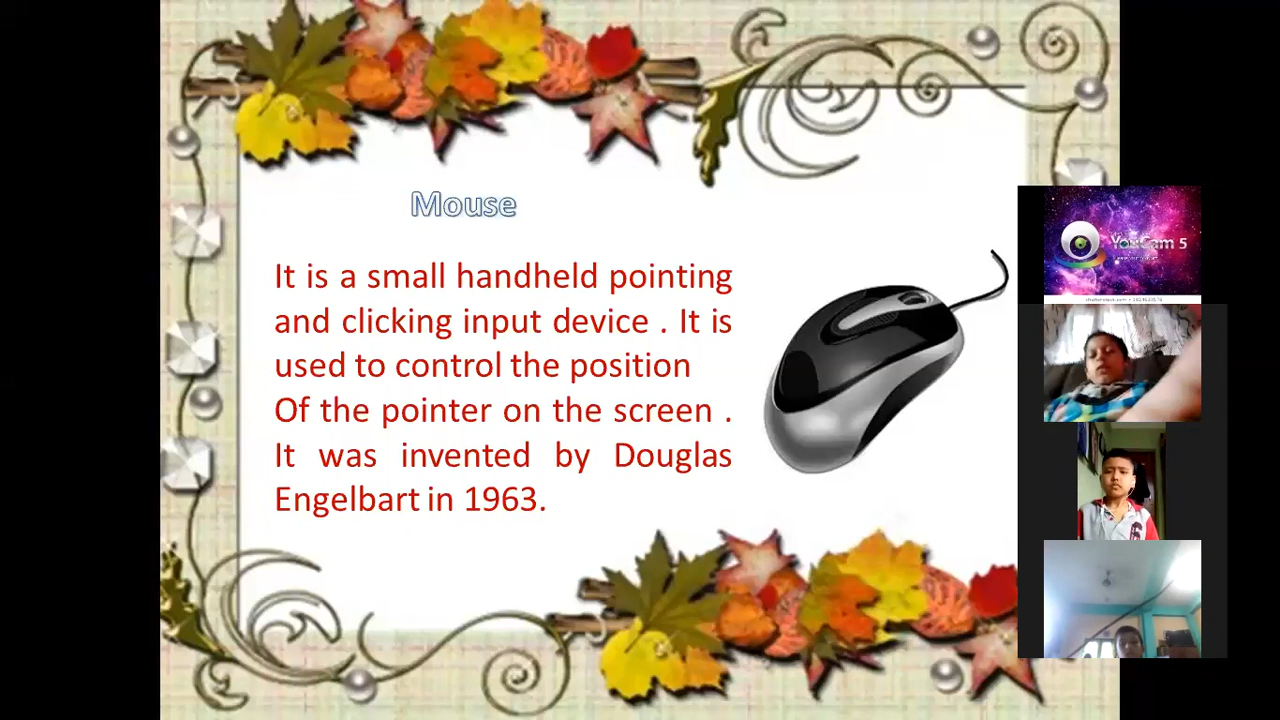 Mouse
It is a small handheld pointing
and clicking input device . It is
used to control the position
Of the pointer on the screen .
It was invented by Douglas
Engelbart in 1963.
YouCam 5